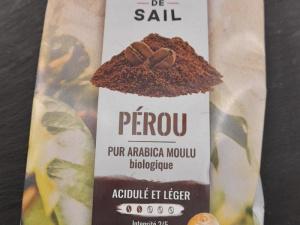 DE
SAIL
PÉROU
PUR ARABICA MOULU
biologique
ACIDULÉ ET LÉGER
Intensité 2/5